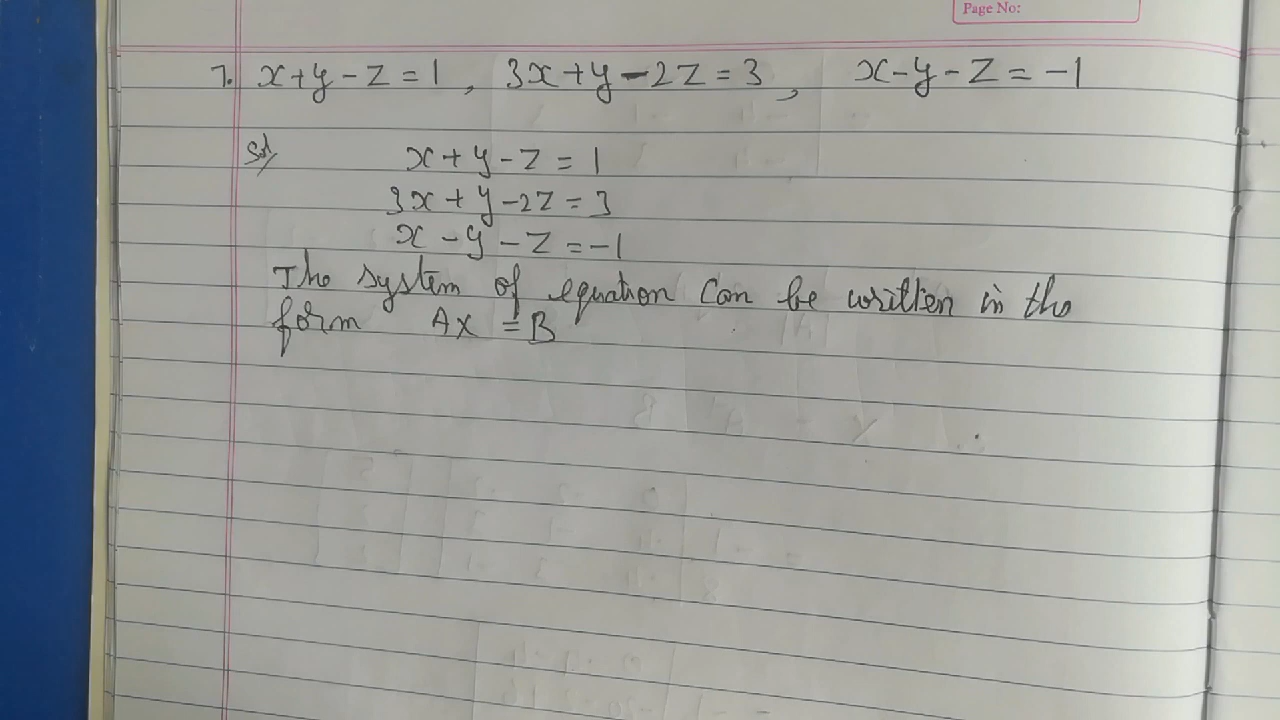 Page No:
7. x+y-z=1, 3x+y-2z=3, x-y-z=-1
Sol/ x+y-z=1
3x+y-2z=3
x-y-z=-1
The system of equation can be written in the
form AX = B